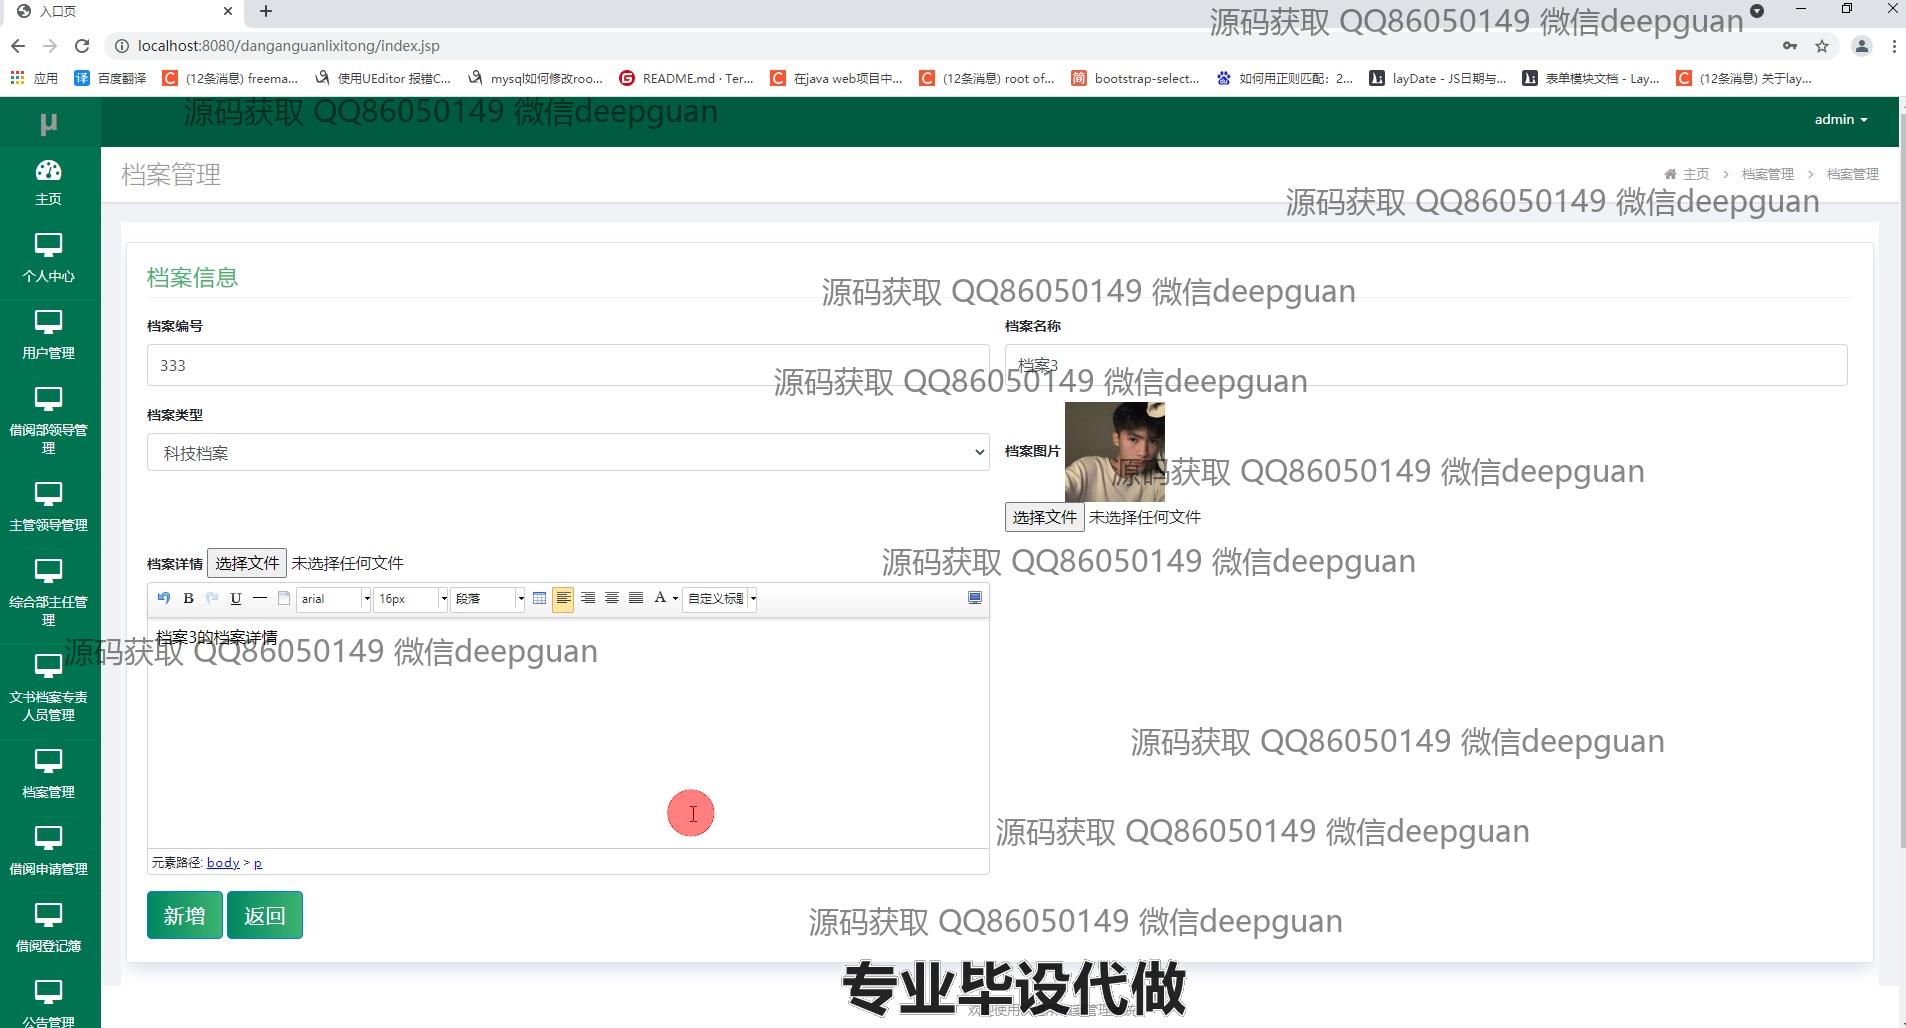 入口页
源码获取 QQ86050149 微信deepguan
localhost:8080/danganguanlixitong/index.jsp
应用 百度翻译 (12条消息) freema... 使用UEditor 报错C... mysql如何修改roo... README.md · Ter... 在java web项目中... (12条消息) root of... bootstrap-select... 如何用正则匹配：2... layDate - JS日期与... 表单模块文档 - Lay... (12条消息) 关于lay...
μ
源码获取 QQ86050149 微信deepguan
admin
主页
档案管理
主页 > 档案管理 > 档案管理
源码获取 QQ86050149 微信deepguan
个人中心
档案信息
源码获取 QQ86050149 微信deepguan
档案编号
档案名称
用户管理
333
档案3
源码获取 QQ86050149 微信deepguan
档案类型
借阅部领导管
理
科技档案
档案图片
源码获取 QQ86050149 微信deepguan
选择文件 未选择任何文件
主管领导管理
档案详情 选择文件 未选择任何文件
源码获取 QQ86050149 微信deepguan
B U arial 16px 段落 A 自定义标题
综合部主任管
理
档案3的档案详情
源码获取 QQ86050149 微信deepguan
文书档案专责
人员管理
源码获取 QQ86050149 微信deepguan
档案管理
源码获取 QQ86050149 微信deepguan
元素路径: body > p
借阅申请管理
新增 返回
源码获取 QQ86050149 微信deepguan
借阅登记簿
专业毕设代做
公告管理